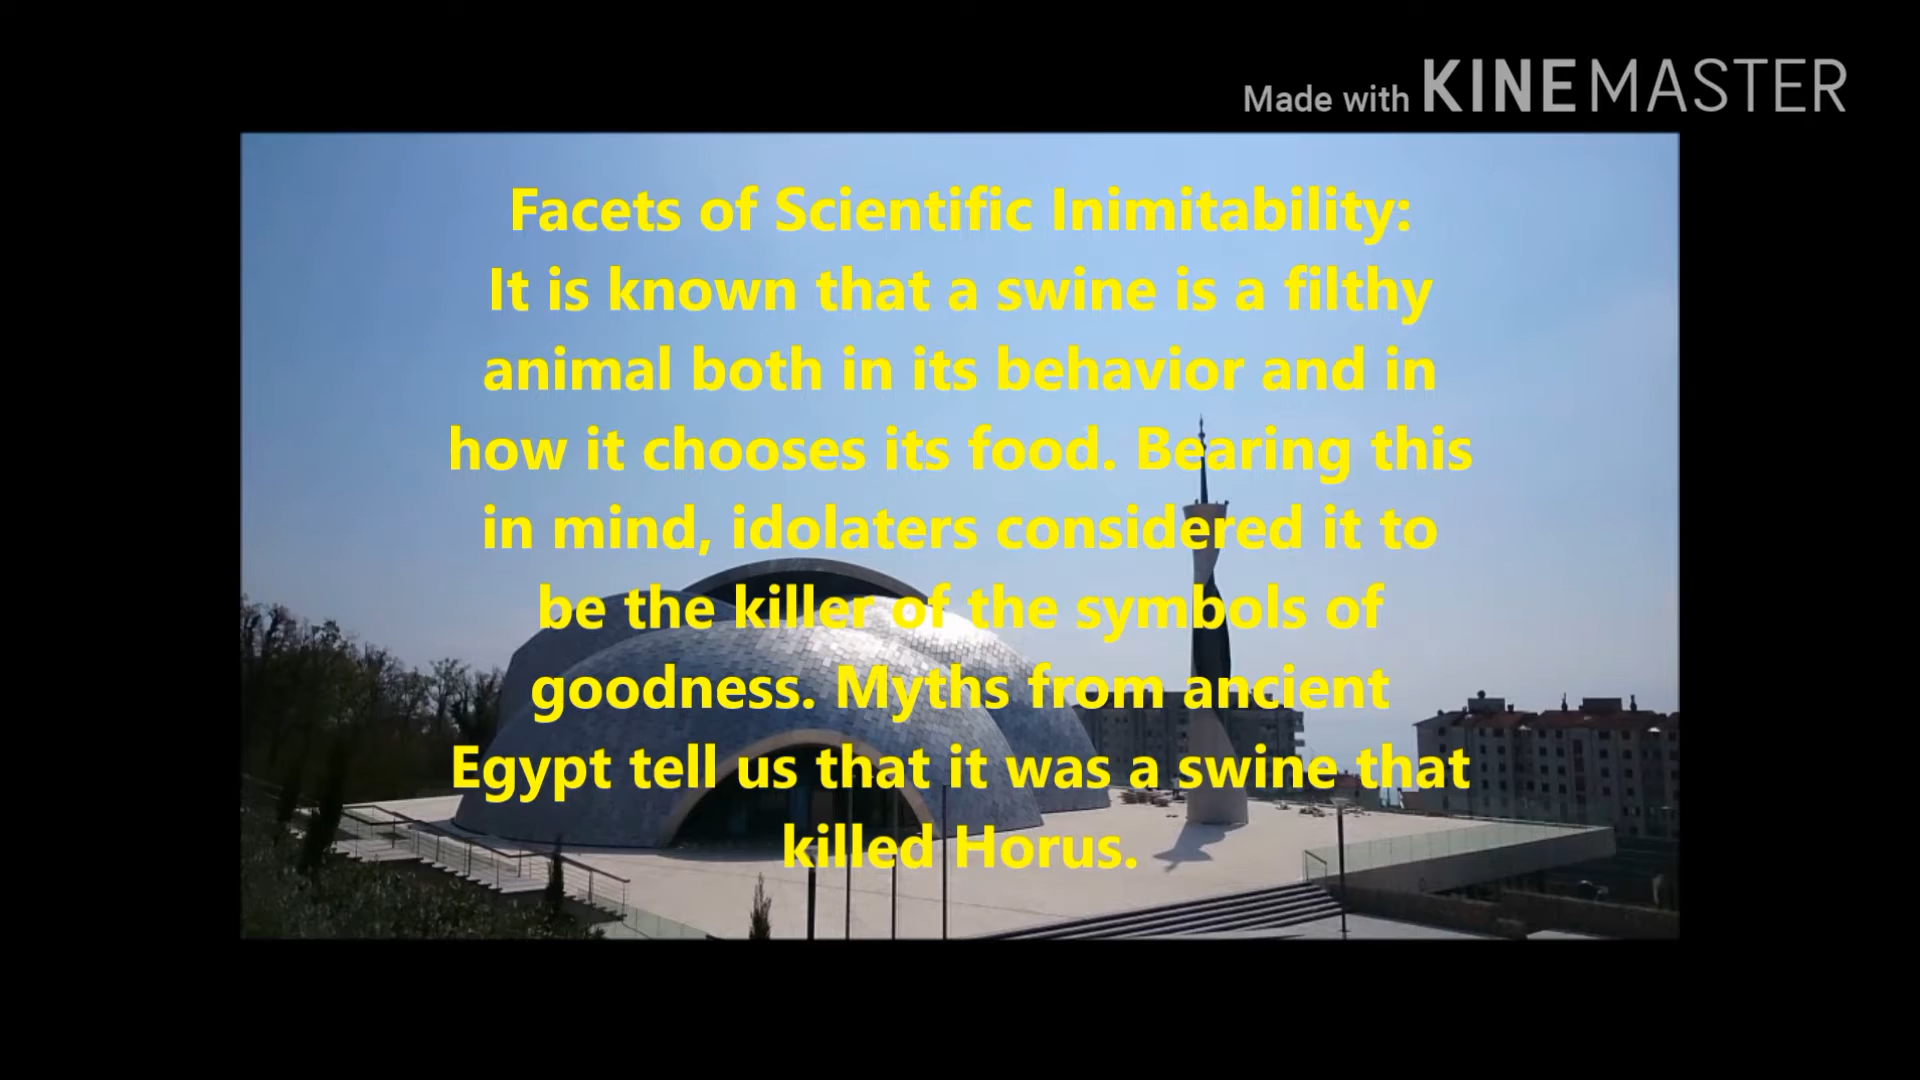 Made with KINEMASTER
Facets of Scientific Inimitability:
It is known that a swine is a filthy
animal both in its behavior and in
how it chooses its food. Bearing this
in mind, idolaters considered it to
be the killer of the symbols of
goodness. Myths from ancient
Egypt tell us that it was a swine that
killed Horus.